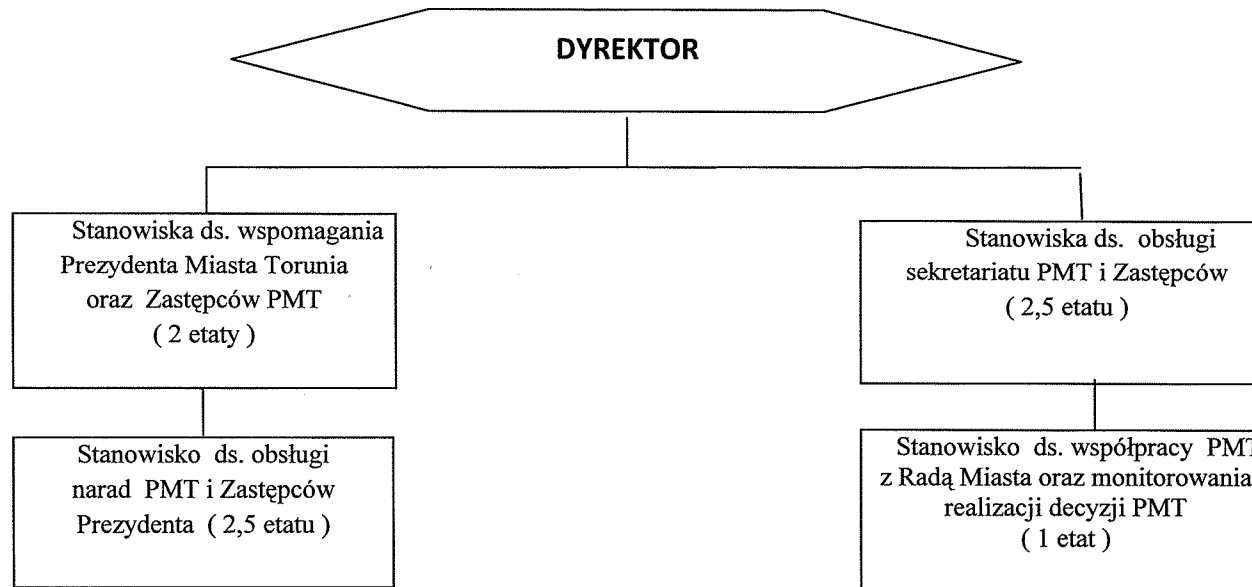 DYREKTOR
Stanowiska ds. wspomagania
Prezydenta Miasta Torunia
oraz Zastępców PMT
( 2 etaty )
Stanowiska ds. obsługi
sekretariatu PMT i Zastępców
( 2,5 etatu )
Stanowisko ds. obsługi
narad PMT i Zastępców
Prezydenta ( 2,5 etatu )
Stanowisko ds. współpracy PMT
z Radą Miasta oraz monitorowania
realizacji decyzji PMT
( 1 etat )